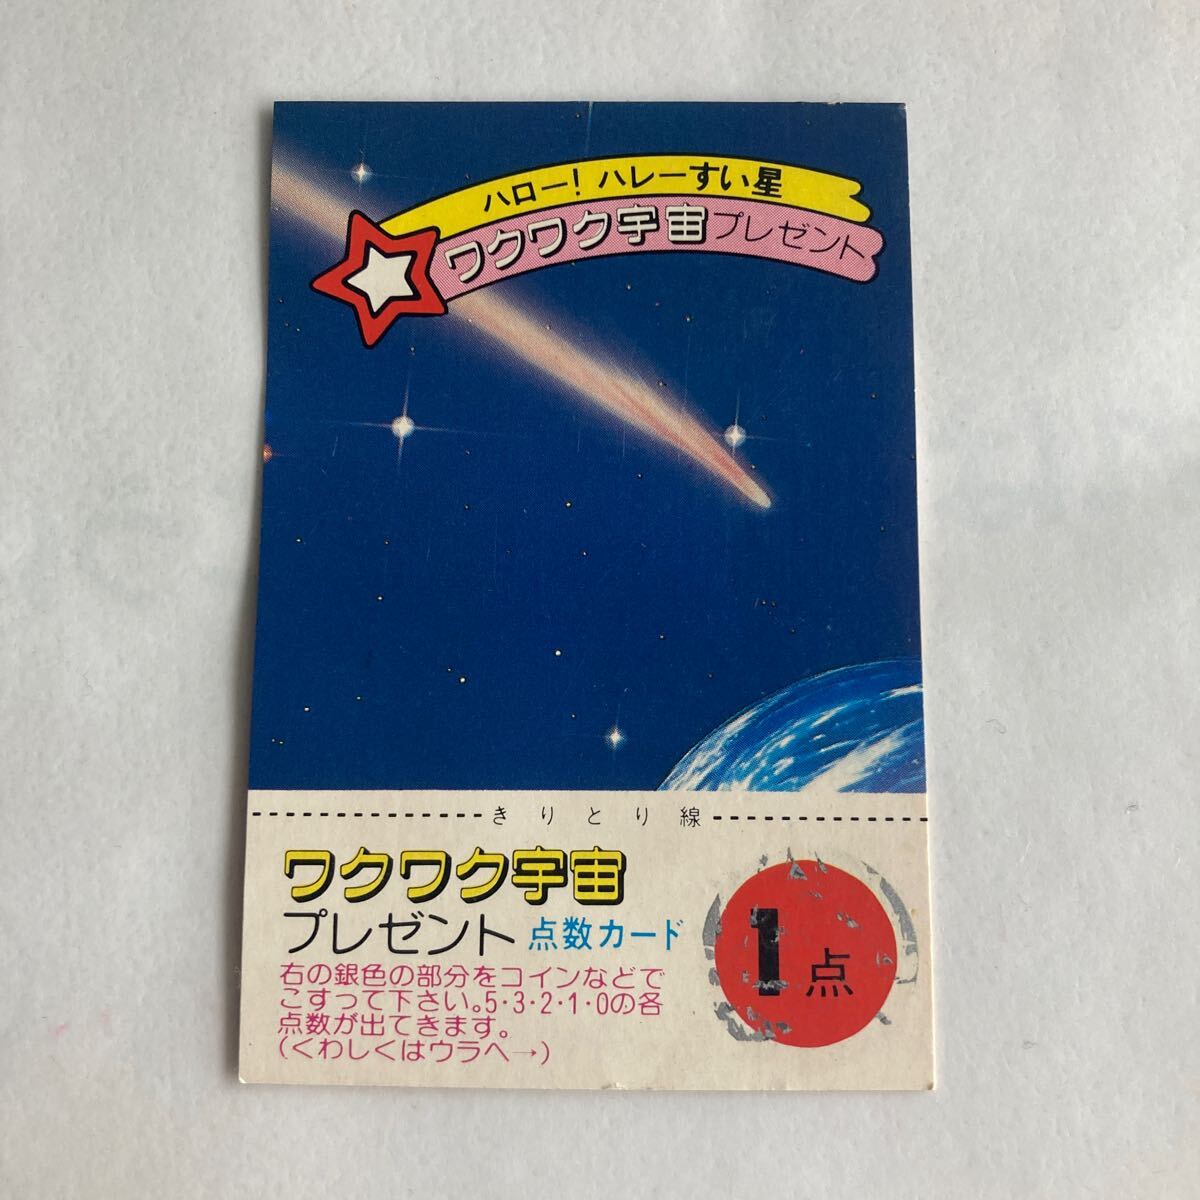 ハロー！ハレーすい星
ワクワク宇宙プレゼント
きりとり線
ワクワク宇宙
プレゼント 点数カード
右の銀色の部分をコインなどで
こすって下さい。5・3・2・1・0の各
点数が出てきます。
(くわしくはウラへ→)
1点